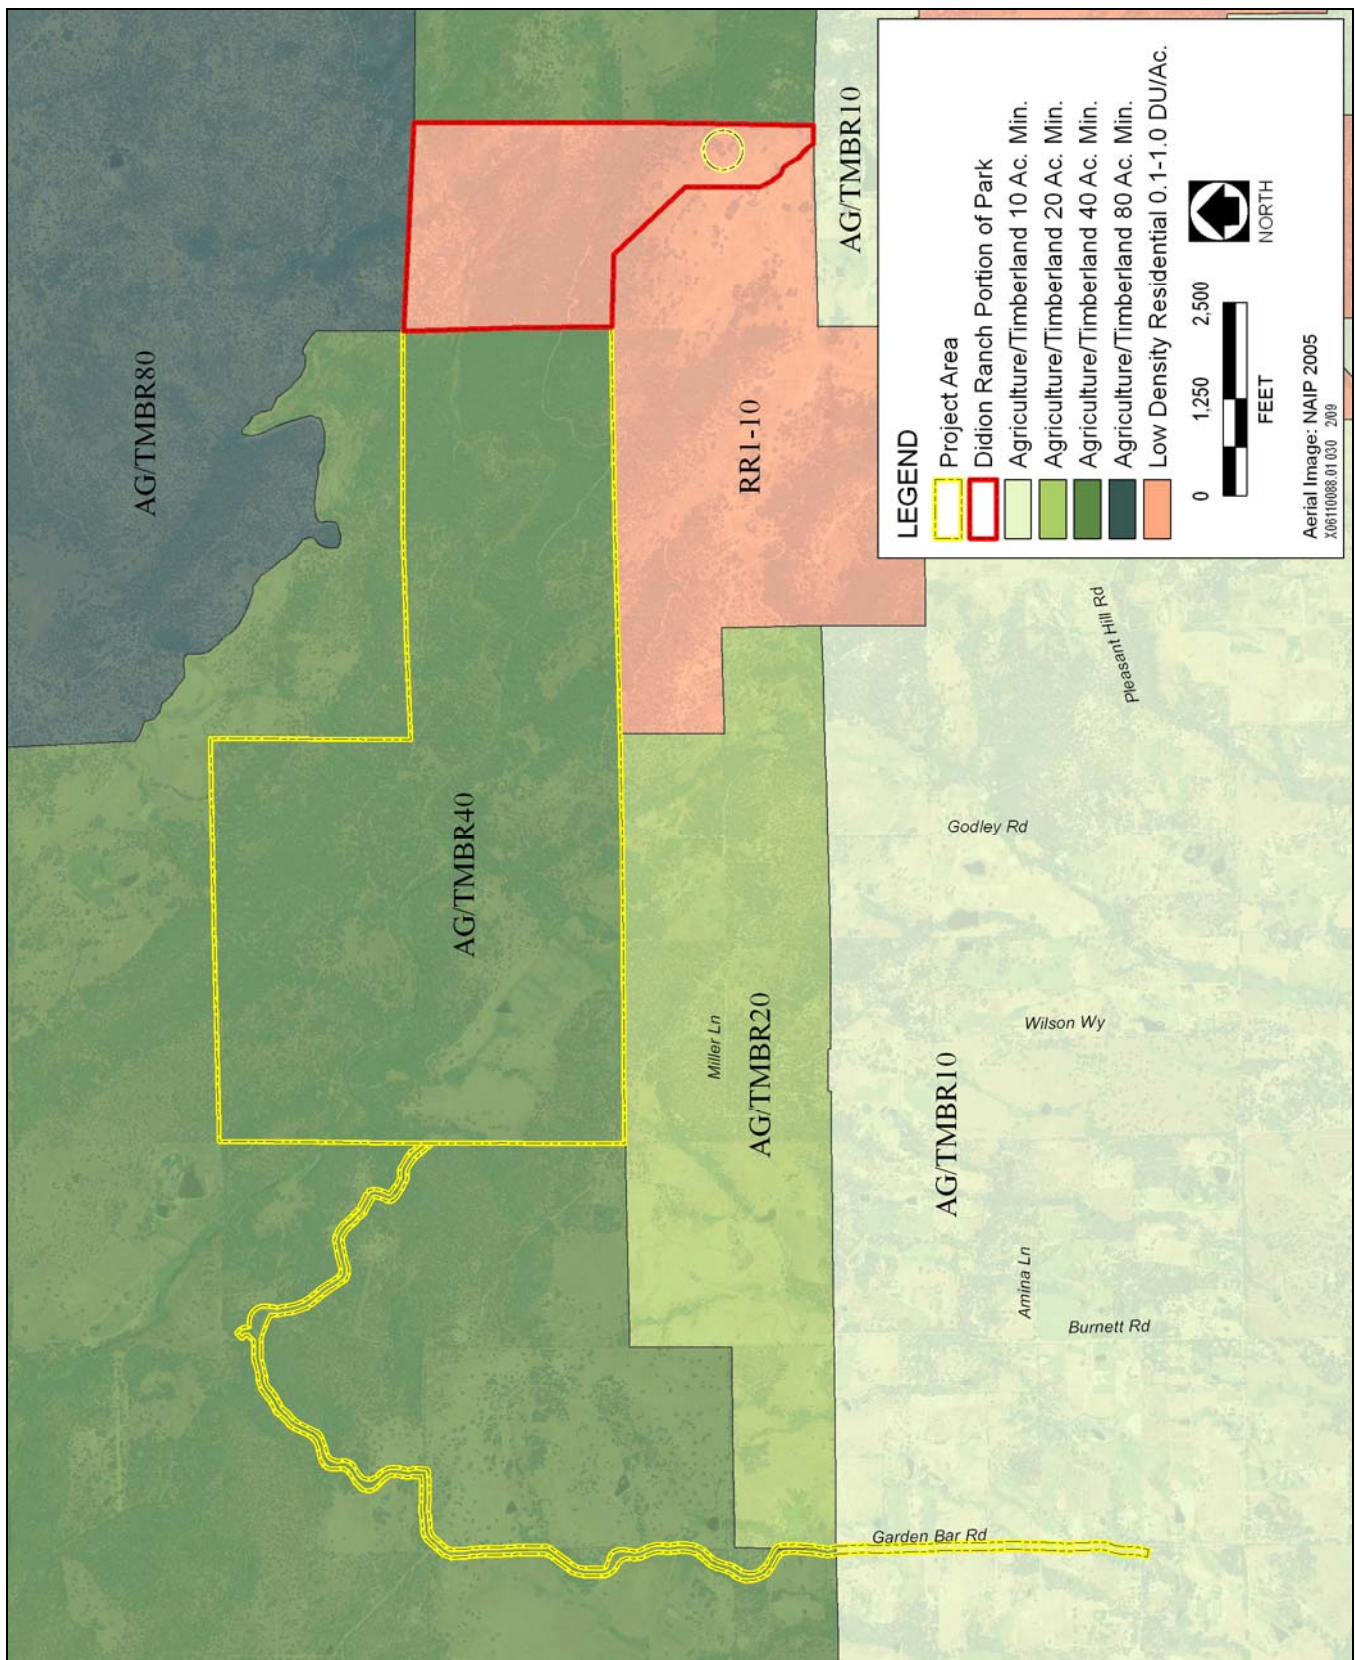 AG/TMBR80
AG/TMBR10
RR1-10
AG/TMBR40
Miller Ln
AG/TMBR20
Godley Rd
Pleasant Hill Rd
Wilson Wy
AG/TMBR10
Amina Ln
Burnett Rd
Garden Bar Rd
LEGEND
Project Area
Didion Ranch Portion of Park
Agriculture/Timberland 10 Ac. Min.
Agriculture/Timberland 20 Ac. Min.
Agriculture/Timberland 40 Ac. Min.
Agriculture/Timberland 80 Ac. Min.
Low Density Residential 0.1-1.0 DU/Ac.
0 1,250 2,500
FEET
NORTH
Aerial Image: NAIP 2005
X06110088.01 030 2/09